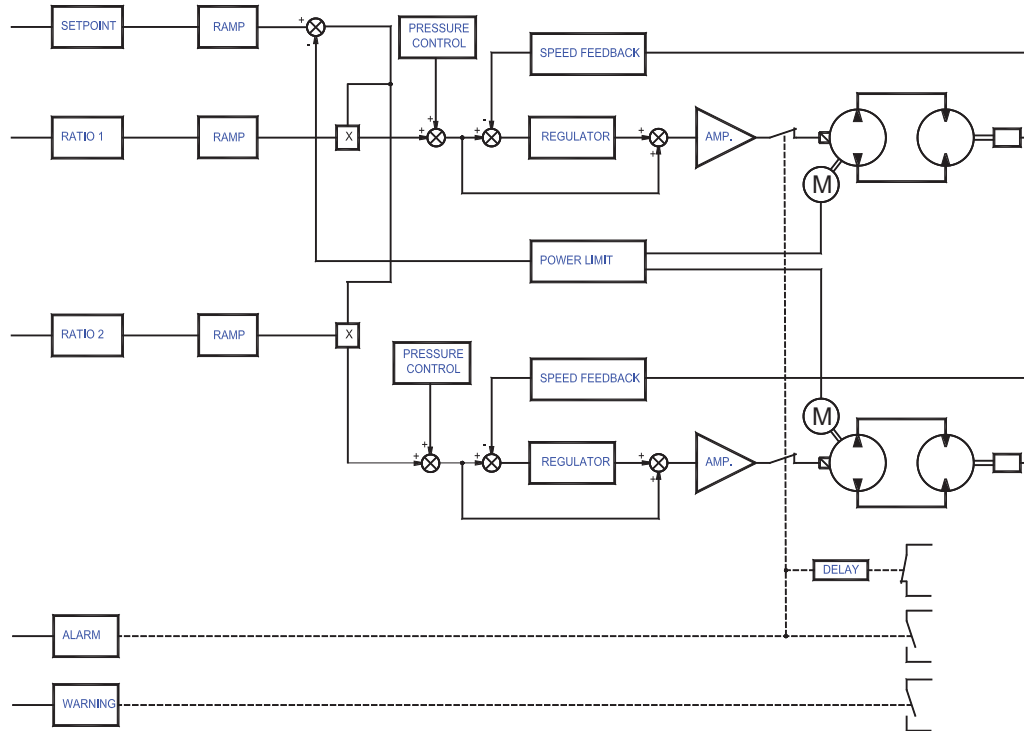 SETPOINT
RAMP
+
-
PRESSURE
CONTROL
SPEED FEEDBACK
RATIO 1
RAMP
X
+
+
-
+
REGULATOR
+
+
AMP.
M
POWER LIMIT
RATIO 2
RAMP
X
PRESSURE
CONTROL
SPEED FEEDBACK
M
+
+
-
+
REGULATOR
+
+
AMP.
DELAY
ALARM
WARNING